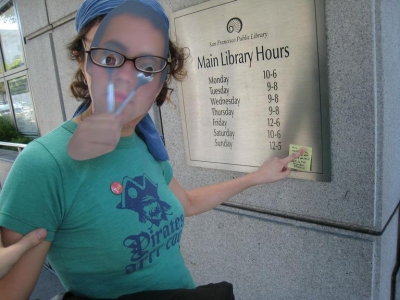 San Francisco Public Library
Main Library Hours
Monday 10-6
Tuesday 9-8
Wednesday 9-8
Thursday 9-8
Friday 12-6
Saturday 10-6
Sunday 12-5
Pirates